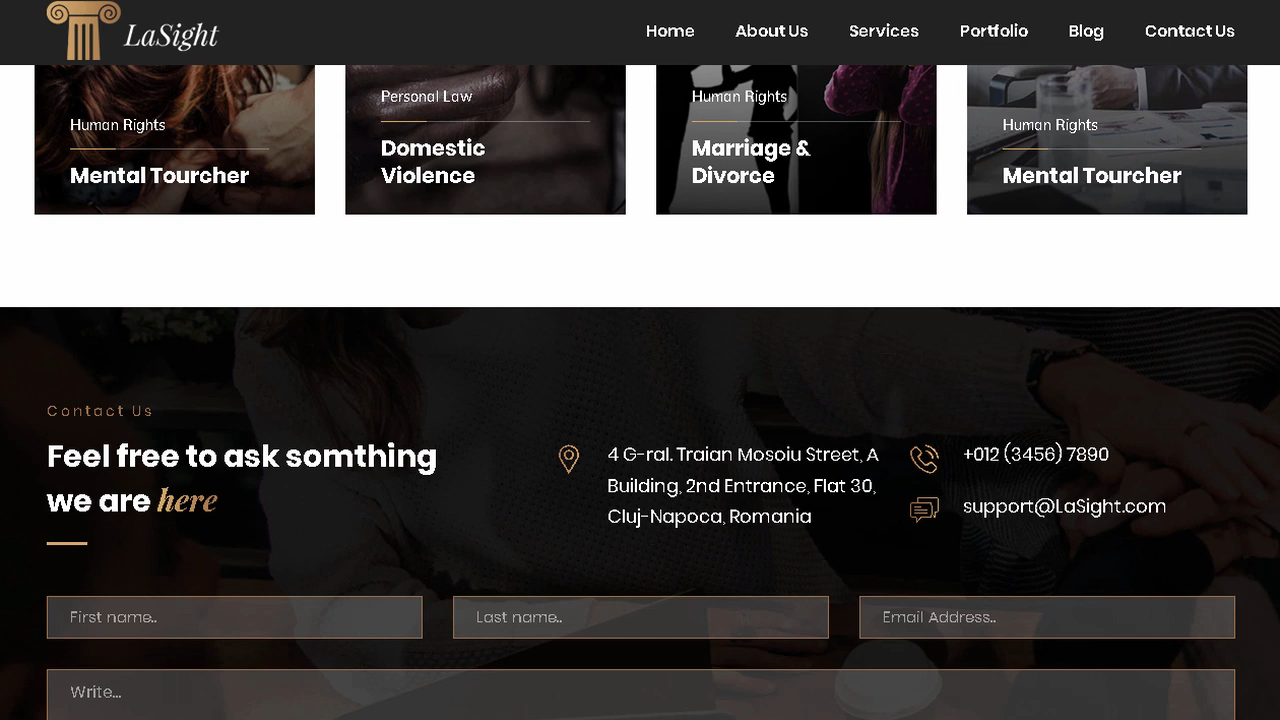 LaSight
Home About Us Services Portfolio Blog Contact Us
Human Rights
Mental Tourcher
Personal Law
Domestic
Violence
Human Rights
Marriage &
Divorce
Human Rights
Mental Tourcher
Contact Us
Feel free to ask somthing
we are here
4 G-ral. Traian Mosoiu Street, A
Building, 2nd Entrance, Flat 30,
Cluj-Napoca, Romania
+012 (3456) 7890
support@LaSight.com
First name..
Last name..
Email Address..
Write...